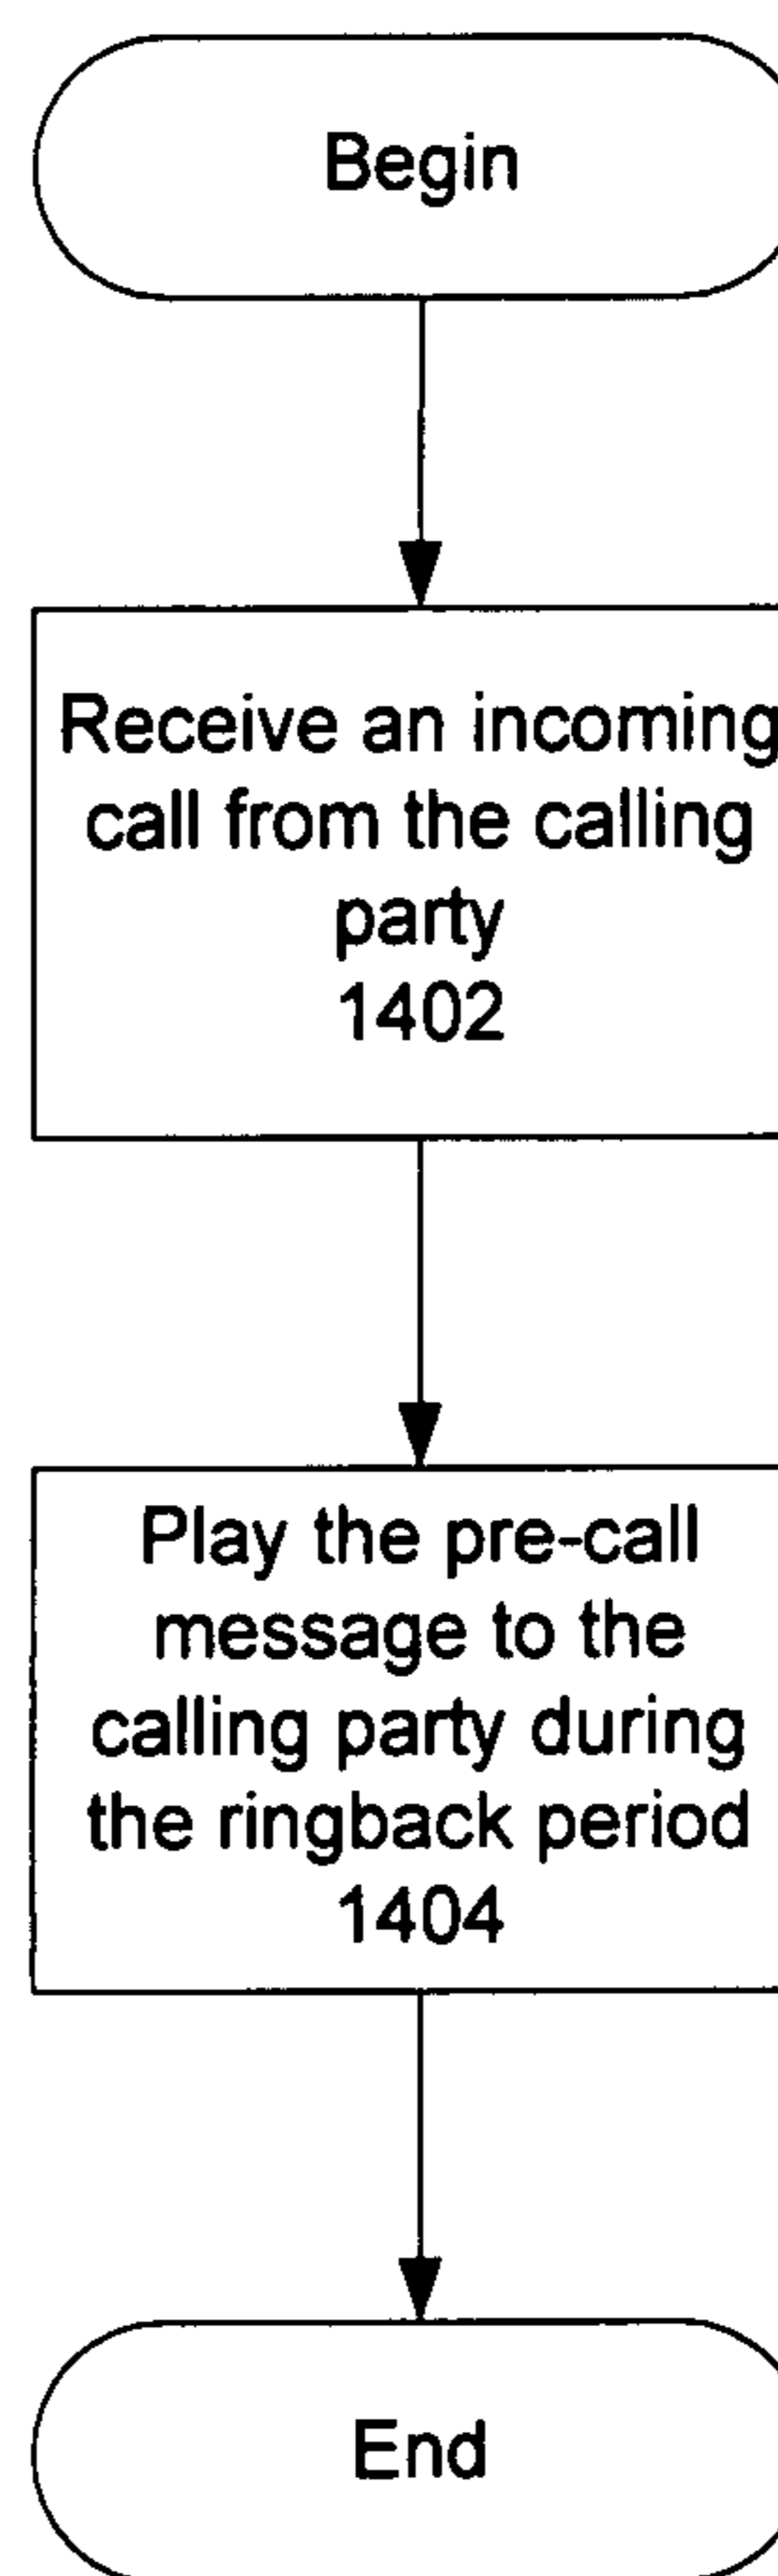 Begin
Receive an incoming
call from the calling
party
1402
Play the pre-call
message to the
calling party during
the ringback period
1404
End